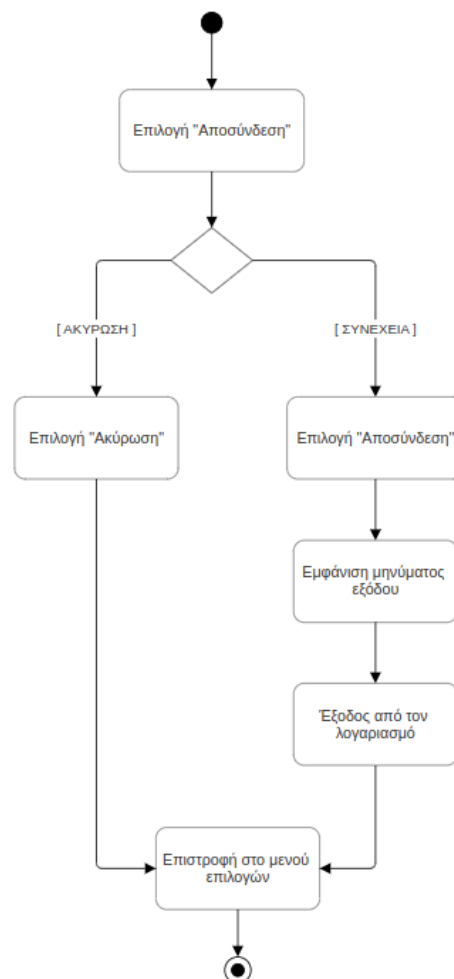 Επιλογή "Αποσύνδεση"
[ ΑΚΥΡΩΣΗ ]
[ ΣΥΝΕΧΕΙΑ ]
Επιλογή "Ακύρωση"
Επιλογή "Αποσύνδεση"
Εμφάνιση μηνύματος
εξόδου
Έξοδος από τον
λογαριασμό
Επιστροφή στο μενού
επιλογών